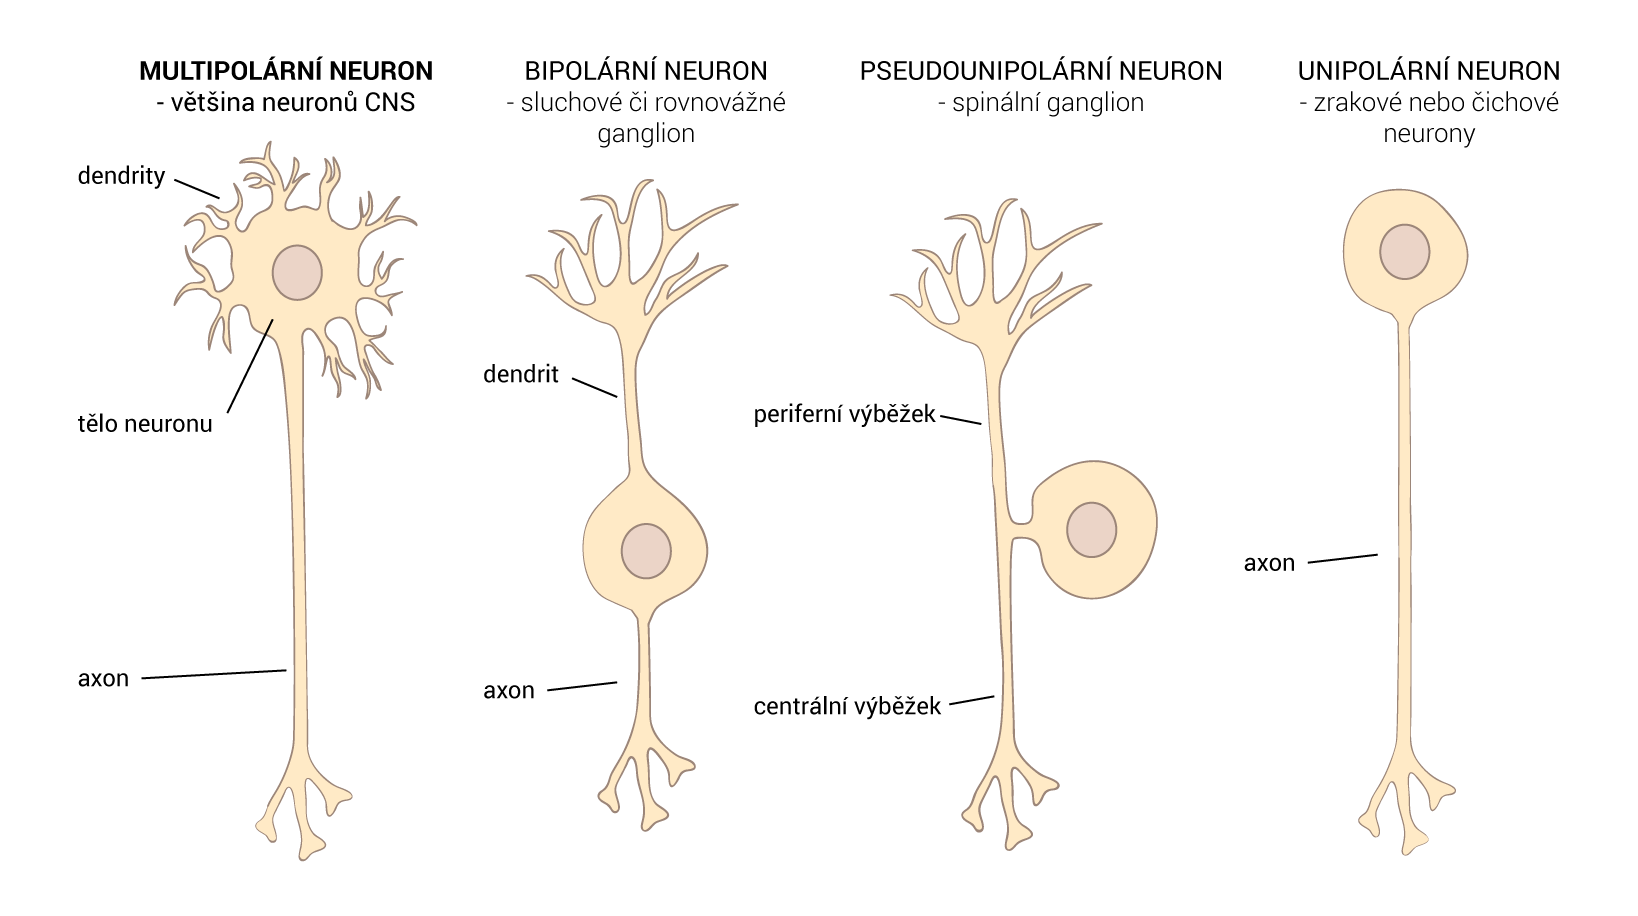 MULTIPOLÁRNÍ NEURON
- většina neuronů CNS
dendrity
tělo neuronu
axon
BIPOLÁRNÍ NEURON
- sluchové či rovnovážné
ganglion
dendrit
axon
PSEUDOUNIPOLÁRNÍ NEURON
- spinální ganglion
periferní výběžek
centrální výběžek
UNIPOLÁRNÍ NEURON
- zrakové nebo čichové
neurony
axon